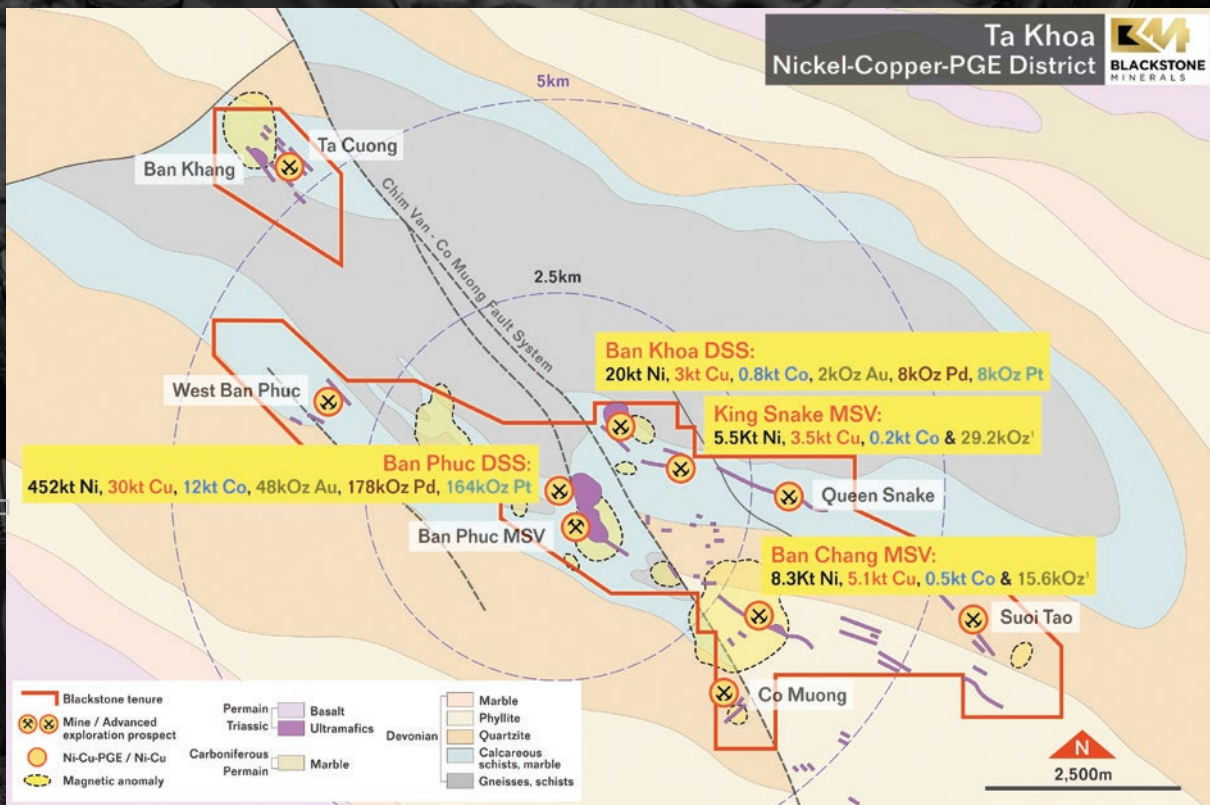 Ta Khoa
Nickel-Copper-PGE District
BLACKSTONE
MINERALS
5km
Ta Cuong
Ban Khang
Chim Van - Co Muong Fault System
2.5km
Ban Khoa DSS:
20kt Ni, 3kt Cu, 0.8kt Co, 2kOz Au, 8kOz Pd, 8kOz Pt
West Ban Phuc
King Snake MSV:
5.5Kt Ni, 3.5kt Cu, 0.2kt Co & 29.2kOz¹
Ban Phuc DSS:
452kt Ni, 30kt Cu, 12kt Co, 48kOz Au, 178kOz Pd, 164kOz Pt
Queen Snake
Ban Phuc MSV
Ban Chang MSV:
8.3Kt Ni, 5.1kt Cu, 0.5kt Co & 15.6kOz¹
Suoi Tao
Co Muong
Blackstone tenure
Mine / Advanced
exploration prospect
Ni-Cu-PGE / Ni-Cu
Magnetic anomaly
Permain
Triassic
Basalt
Ultramafics
Carboniferous
Permain
Marble
Devonian
Marble
Phyllite
Quartzite
Calcareous
schists, marble
Gneisses, schists
N
2,500m